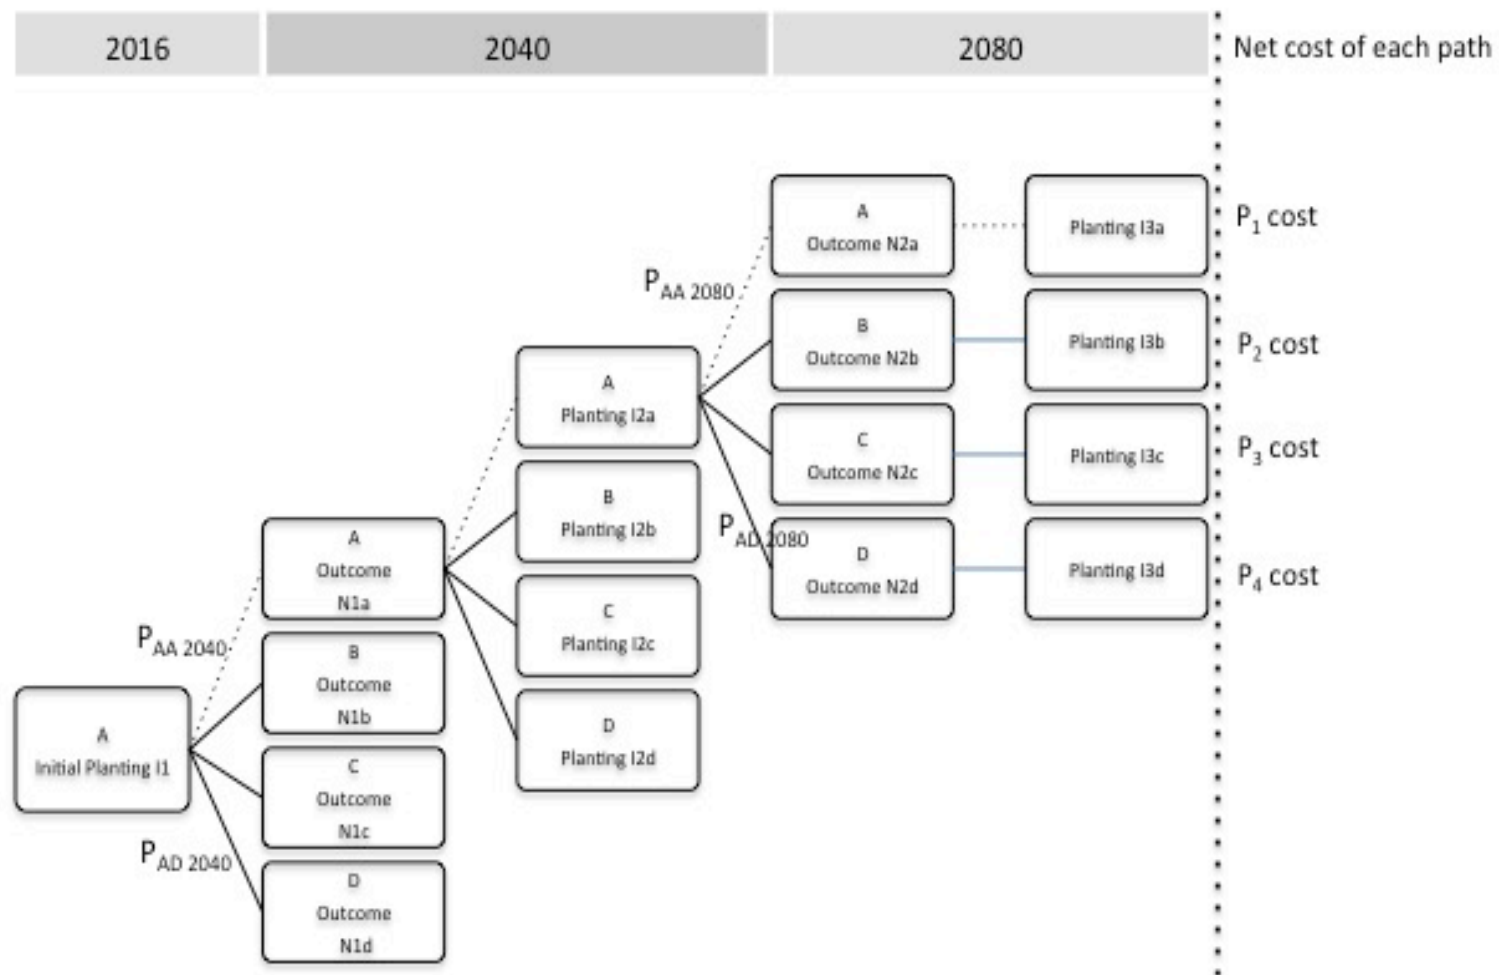 2016
2040
2080
Net cost of each path
A
Outcome N2a
Planting I3a
P1 cost
PAA 2080
B
Outcome N2b
Planting I3b
P2 cost
A
Planting I2a
C
Outcome N2c
Planting I3c
P3 cost
B
Planting I2b
PAD 2080
D
Outcome N2d
Planting I3d
P4 cost
A
Outcome
N1a
C
Planting I2c
PAA 2040
B
Outcome
N1b
D
Planting I2d
A
Initial Planting I1
C
Outcome
N1c
PAD 2040
D
Outcome
N1d